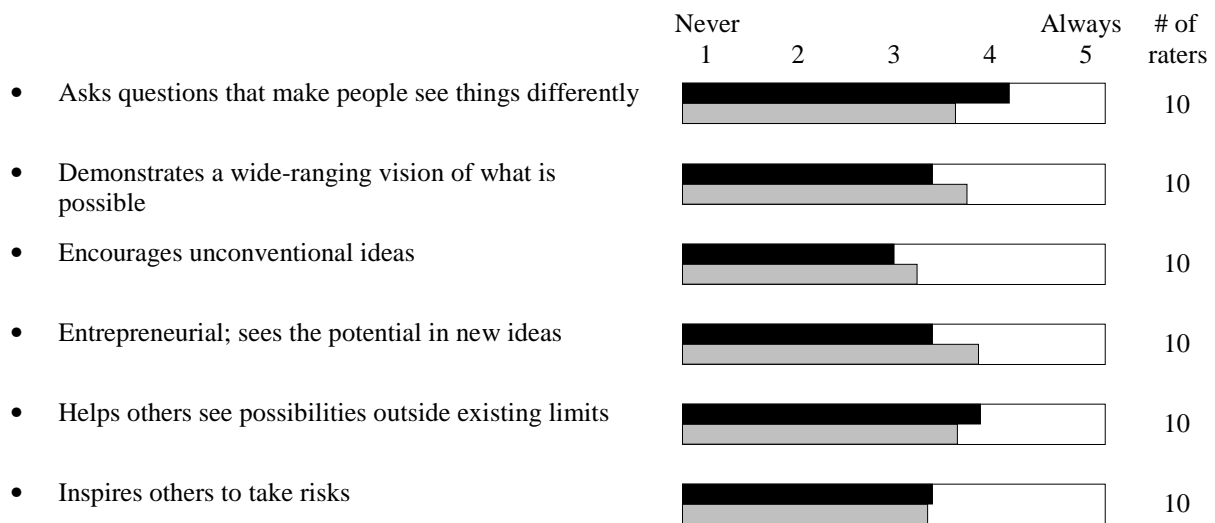 Never Always # of
1 2 3 4 5 raters
• Asks questions that make people see things differently 10
• Demonstrates a wide-ranging vision of what is
possible 10
• Encourages unconventional ideas 10
• Entrepreneurial; sees the potential in new ideas 10
• Helps others see possibilities outside existing limits 10
• Inspires others to take risks 10